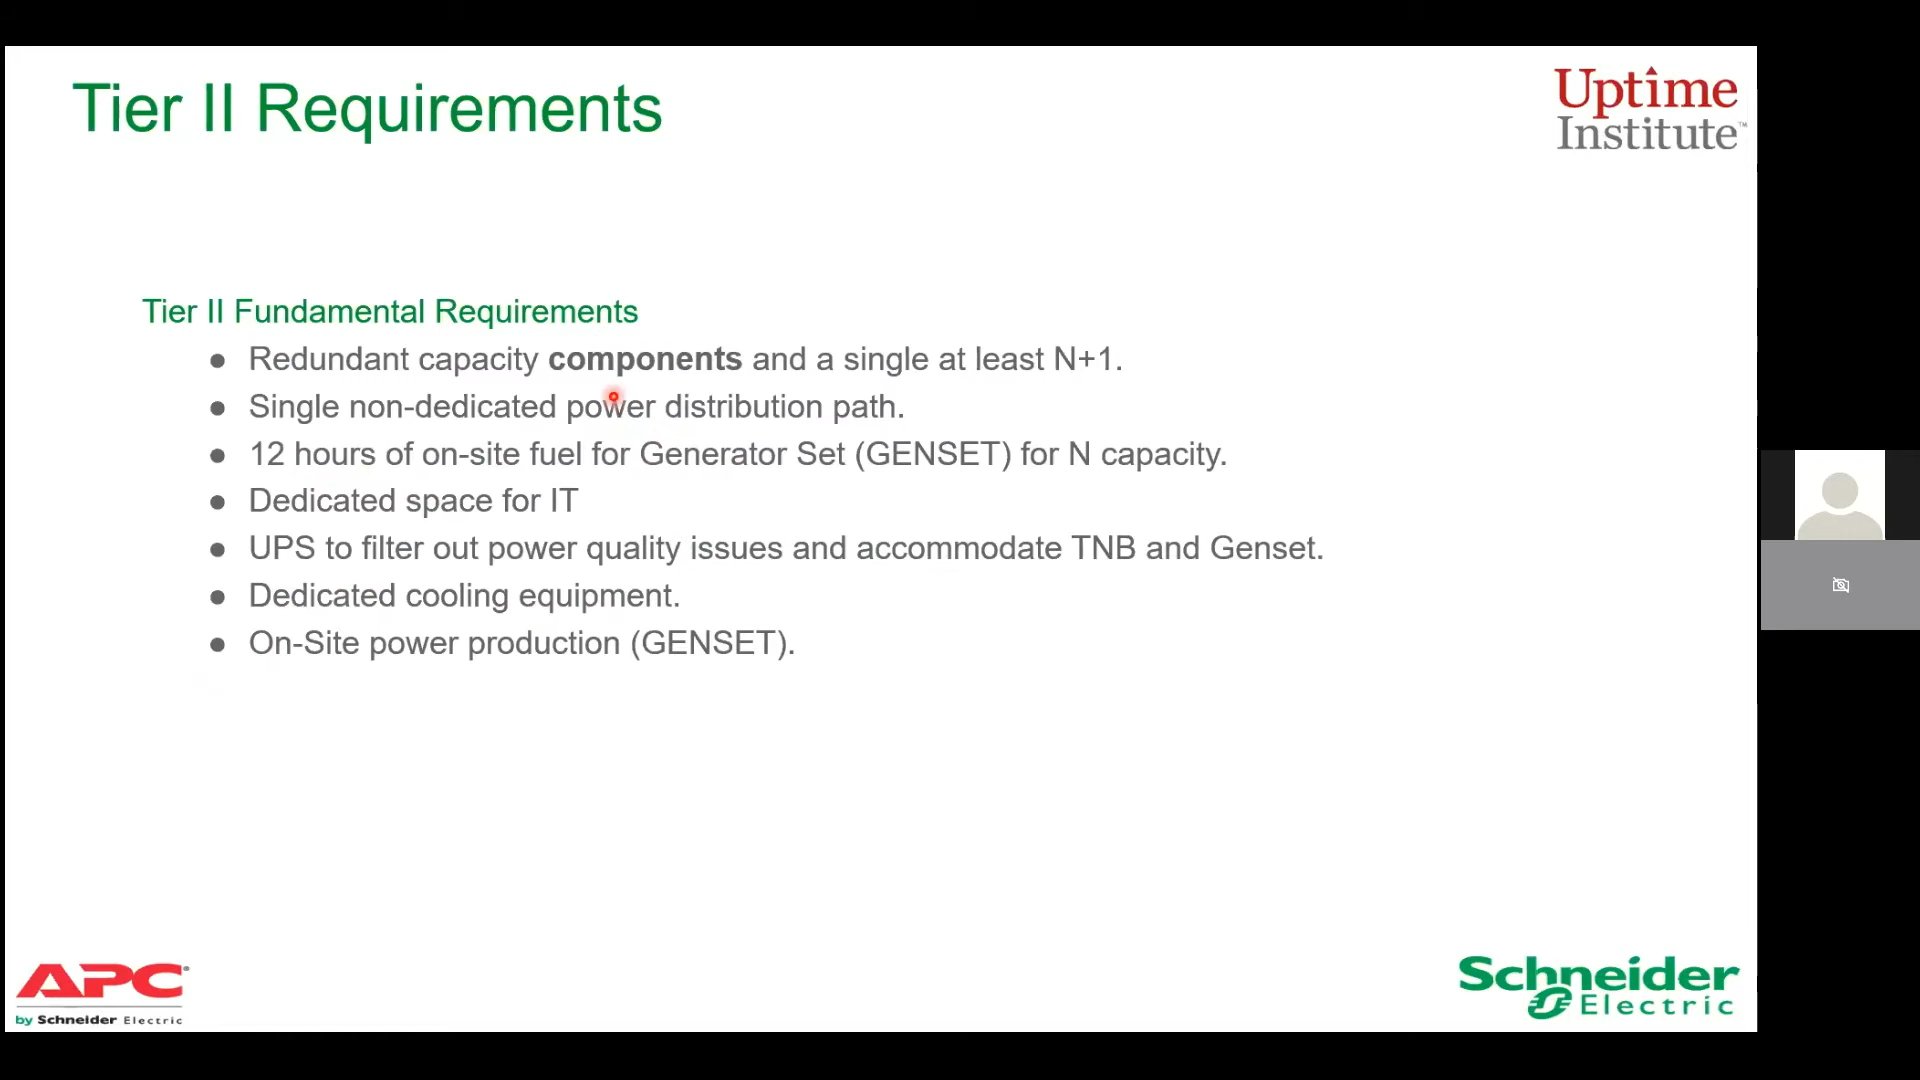 Tier II Requirements
Uptime
Institute™
Tier II Fundamental Requirements
● Redundant capacity components and a single at least N+1.
● Single non-dedicated power distribution path.
● 12 hours of on-site fuel for Generator Set (GENSET) for N capacity.
● Dedicated space for IT
● UPS to filter out power quality issues and accommodate TNB and Genset.
● Dedicated cooling equipment.
● On-Site power production (GENSET).
APC®
by Schneider Electric
Schneider
Electric